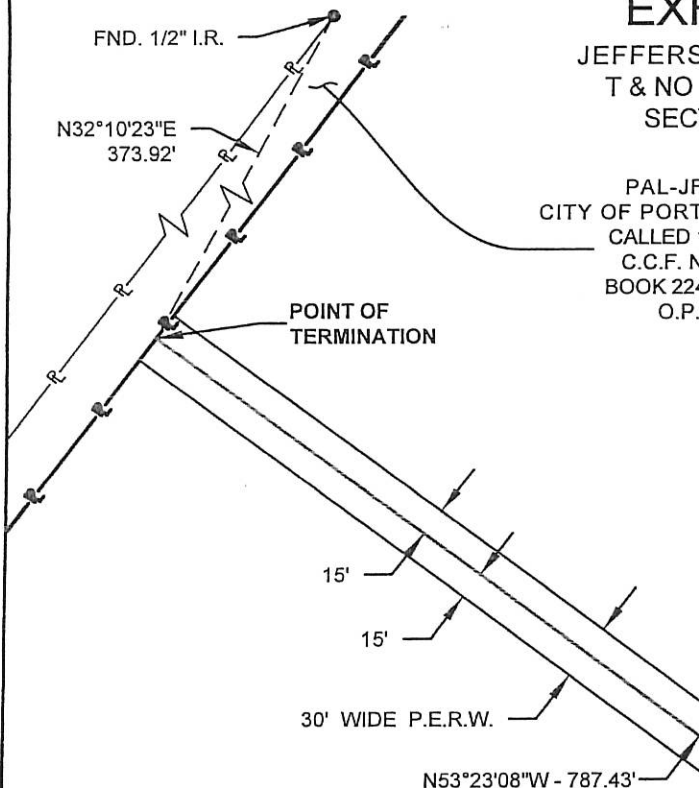 EXH
JEFFERS
T & NO
SECT
FND. 1/2" I.R.
N32°10'23"E
373.92'
PAL-JF
CITY OF PORT
CALLED
C.C.F. N
BOOK 224
O.P.
POINT OF
TERMINATION
15'
15'
30' WIDE P.E.R.W.
N53°23'08"W - 787.43'